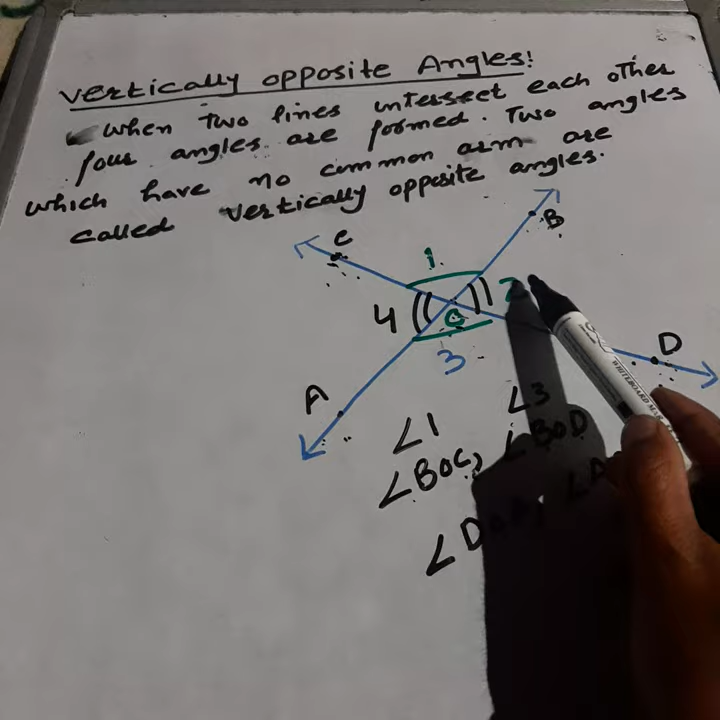 Vertically opposite Angles:
When two lines intersect each other
four angles are formed. Two angles
which have no common arm are
called vertically opposite angles.
B
C
1
2
4
O
D
3
A
∠1 ∠3
∠BOC, ∠BOD
WHITEBOARD